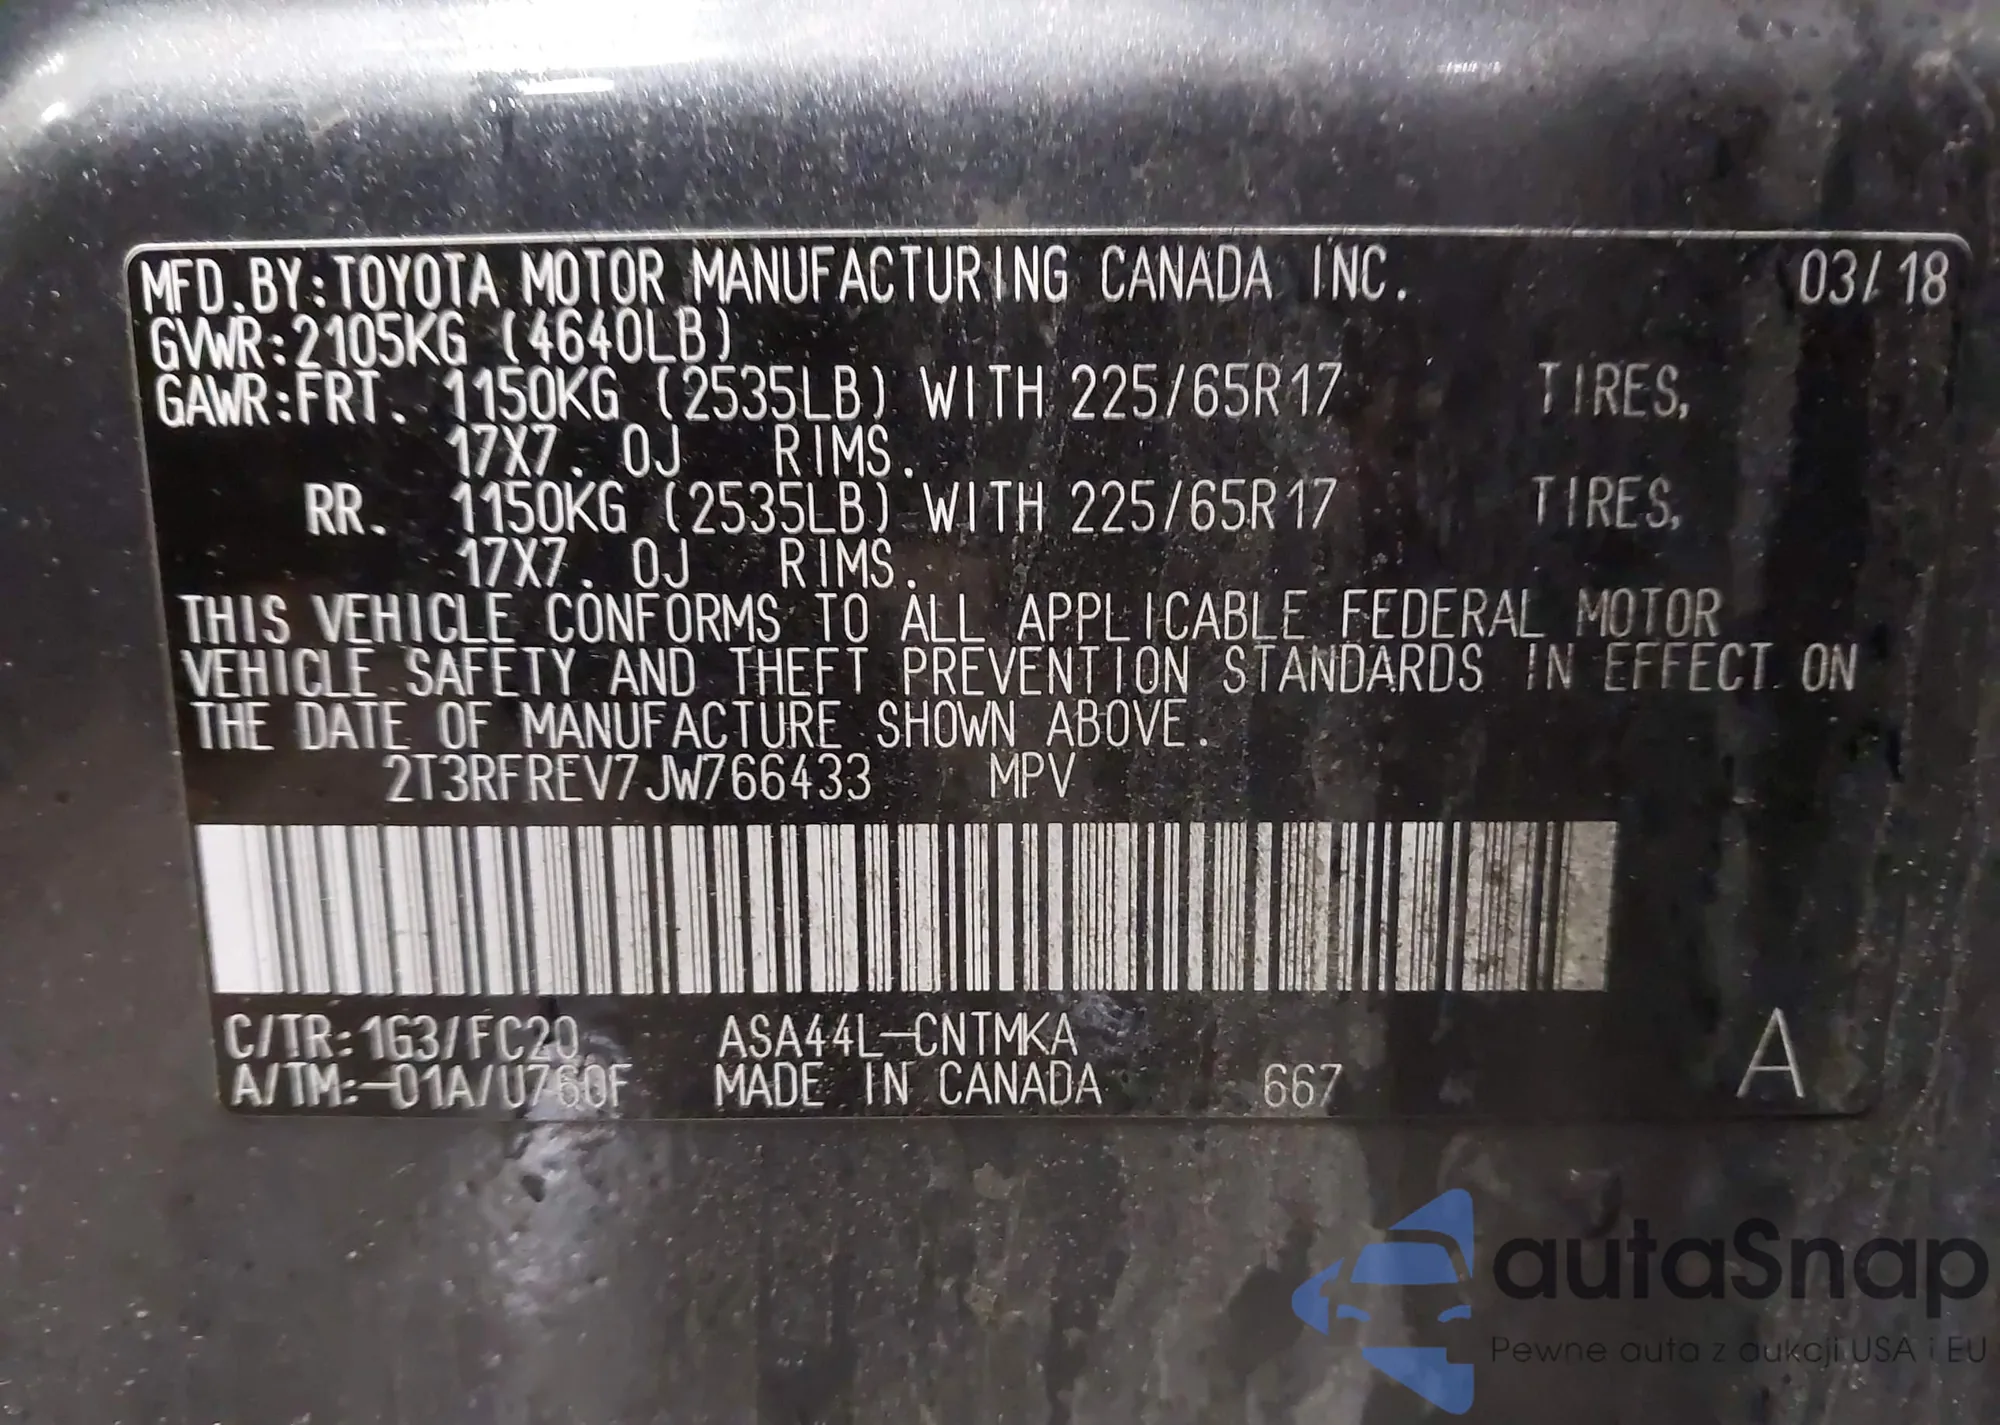 MFD.BY:TOYOTA MOTOR MANUFACTURING CANADA INC. 03/18
GVWR:2105KG (4640LB)
GAWR:FRT. 1150KG (2535LB) WITH 225/65R17 TIRES,
17X7.0J RIMS.
RR. 1150KG (2535LB) WITH 225/65R17 TIRES,
17X7.0J RIMS.
THIS VEHICLE CONFORMS TO ALL APPLICABLE FEDERAL MOTOR
VEHICLE SAFETY AND THEFT PREVENTION STANDARDS IN EFFECT ON
THE DATE OF MANUFACTURE SHOWN ABOVE.
2T3RFREV7JW766433 MPV
C/TR:1G3/FC20 ASA44L-CNTMKA
A/TM:-01A/U760F MADE IN CANADA 667 A
autaSnap
Pewne auta z aukcji USA i EU